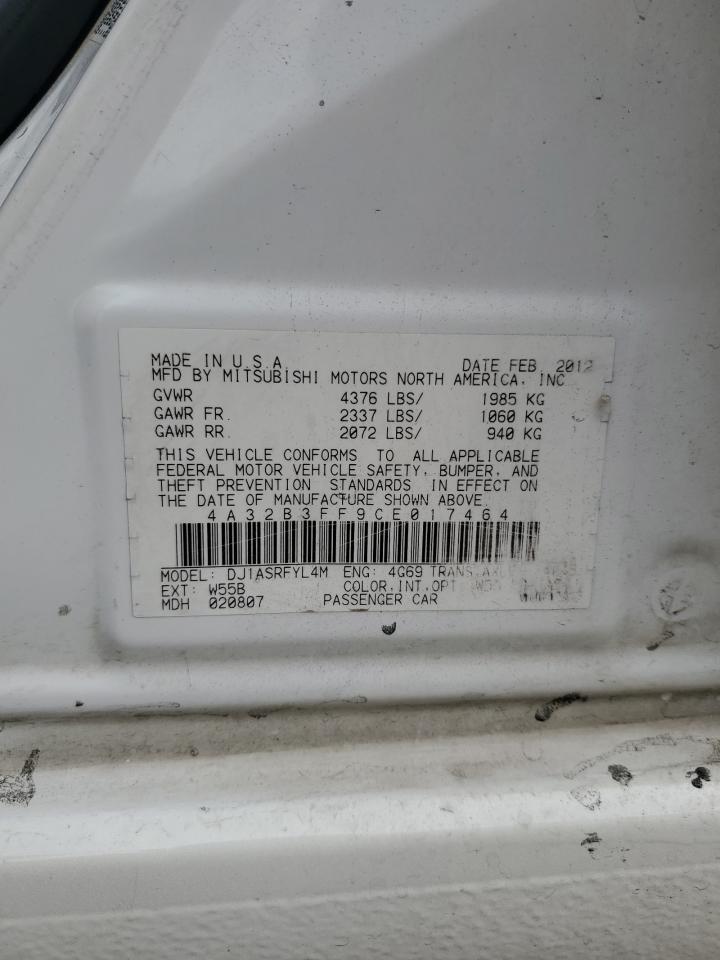 MADE IN U.S.A DATE FEB 2012
MFD BY MITSUBISHI MOTORS NORTH AMERICA, INC
GVWR 4376 LBS/ 1985 KG
GAWR FR. 2337 LBS/ 1060 KG
GAWR RR. 2072 LBS/ 940 KG
THIS VEHICLE CONFORMS TO ALL APPLICABLE
FEDERAL MOTOR VEHICLE SAFETY, BUMPER, AND
THEFT PREVENTION STANDARDS IN EFFECT ON
THE DATE OF MANUFACTURE SHOWN ABOVE.
4A32B3FF9CE017464
MODEL: DJ1ASRFYL4M ENG: 4G69
EXT: W55B COLOR,INT,OPT
MDH 020807 PASSENGER CAR